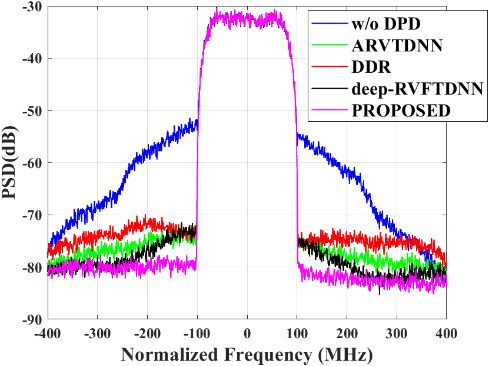 -30
-40
-50
-60
-70
-80
-90
PSD(dB)
w/o DPD
ARVTDNN
DDR
deep-RVFTDNN
PROPOSED
-400 -300 -200 -100 0 100 200 300 400
Normalized Frequency (MHz)